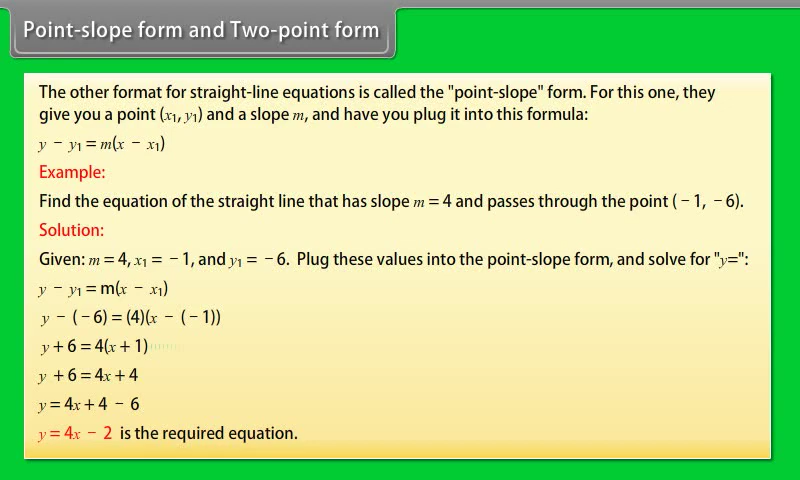 Point-slope form and Two-point form
The other format for straight-line equations is called the "point-slope" form. For this one, they
give you a point (x₁, y₁) and a slope m, and have you plug it into this formula:
y − y₁ = m(x − x₁)
Example:
Find the equation of the straight line that has slope m = 4 and passes through the point (− 1, − 6).
Solution:
Given: m = 4, x₁ = − 1, and y₁ = − 6. Plug these values into the point-slope form, and solve for "y=":
y − y₁ = m(x − x₁)
y − (− 6) = (4)(x − (− 1))
y + 6 = 4(x + 1)
y + 6 = 4x + 4
y = 4x + 4 − 6
y = 4x − 2 is the required equation.